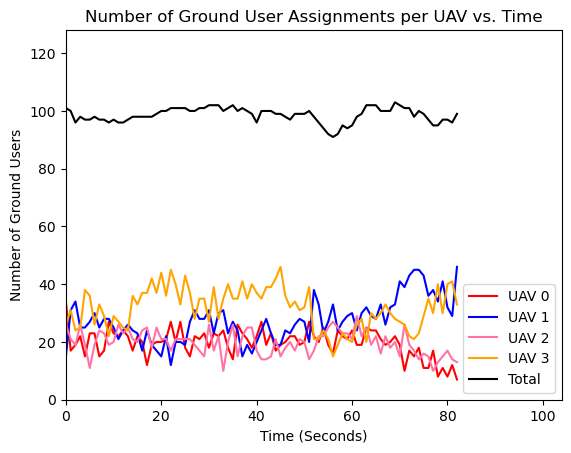 Number of Ground User Assignments per UAV vs. Time
Number of Ground Users
120
100
80
60
40
20
0
0 20 40 60 80 100
Time (Seconds)
UAV 0
UAV 1
UAV 2
UAV 3
Total